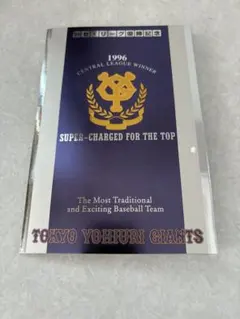 1996
CENTRAL LEAGUE WINNER
SUPER-CHARGED FOR THE TOP
The Most Traditional
and Exciting Baseball Team
TOKYO YOMIURI GIANTS